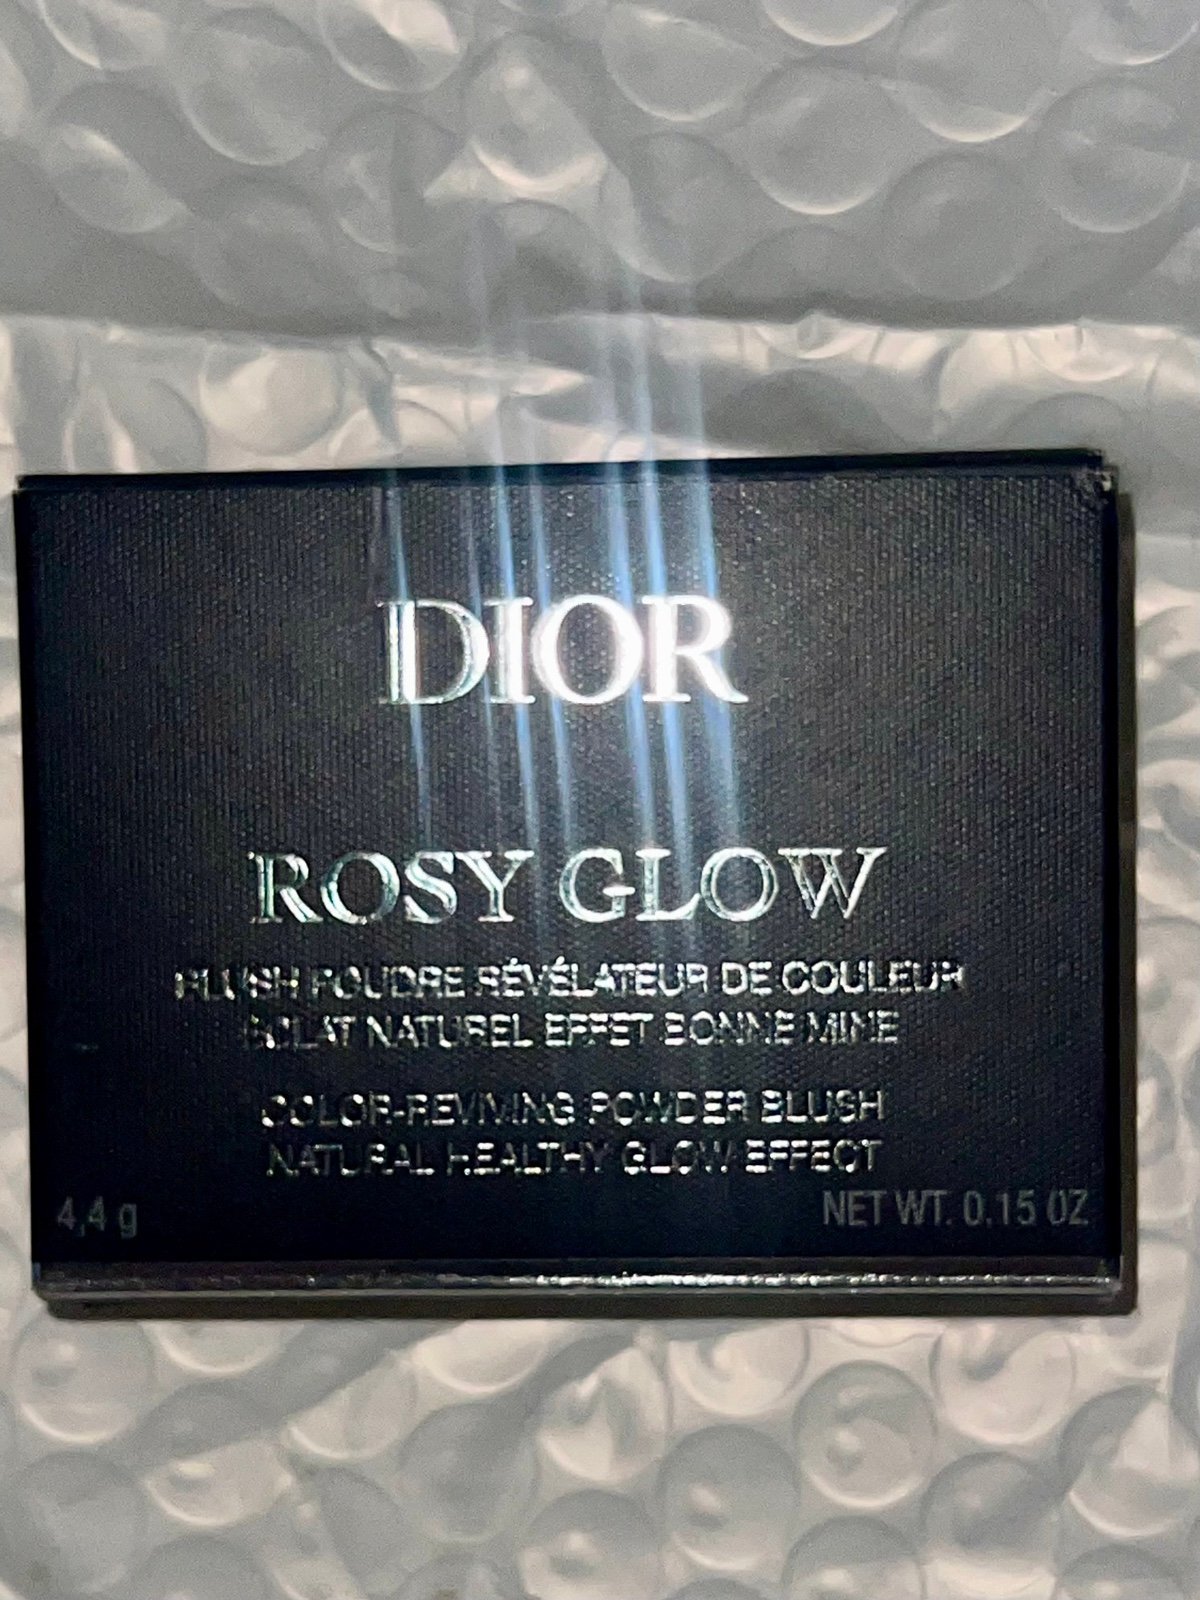 DIOR
ROSY GLOW
BLUSH POUDRE RÉVÉLATEUR DE COULEUR
ÉCLAT NATUREL EFFET BONNE MINE
COLOR-REVIVING POWDER BLUSH
NATURAL HEALTHY GLOW EFFECT
4,4 g NET WT. 0.15 OZ